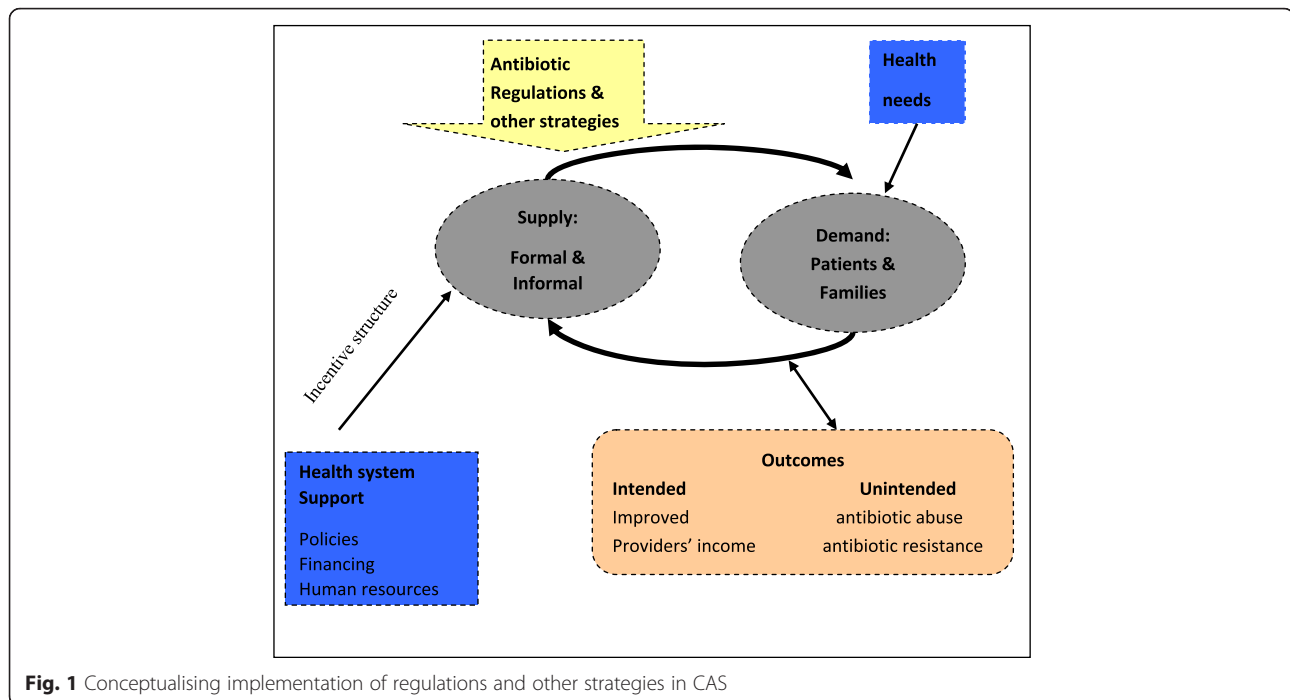 Antibiotic
Regulations &
other strategies
Health
needs
Supply:
Formal &
Informal
Demand:
Patients &
Families
Incentive structure
Health system
Support
Policies
Financing
Human resources
Outcomes
Intended Unintended
Improved antibiotic abuse
Providers’ income antibiotic resistance
Fig. 1 Conceptualising implementation of regulations and other strategies in CAS